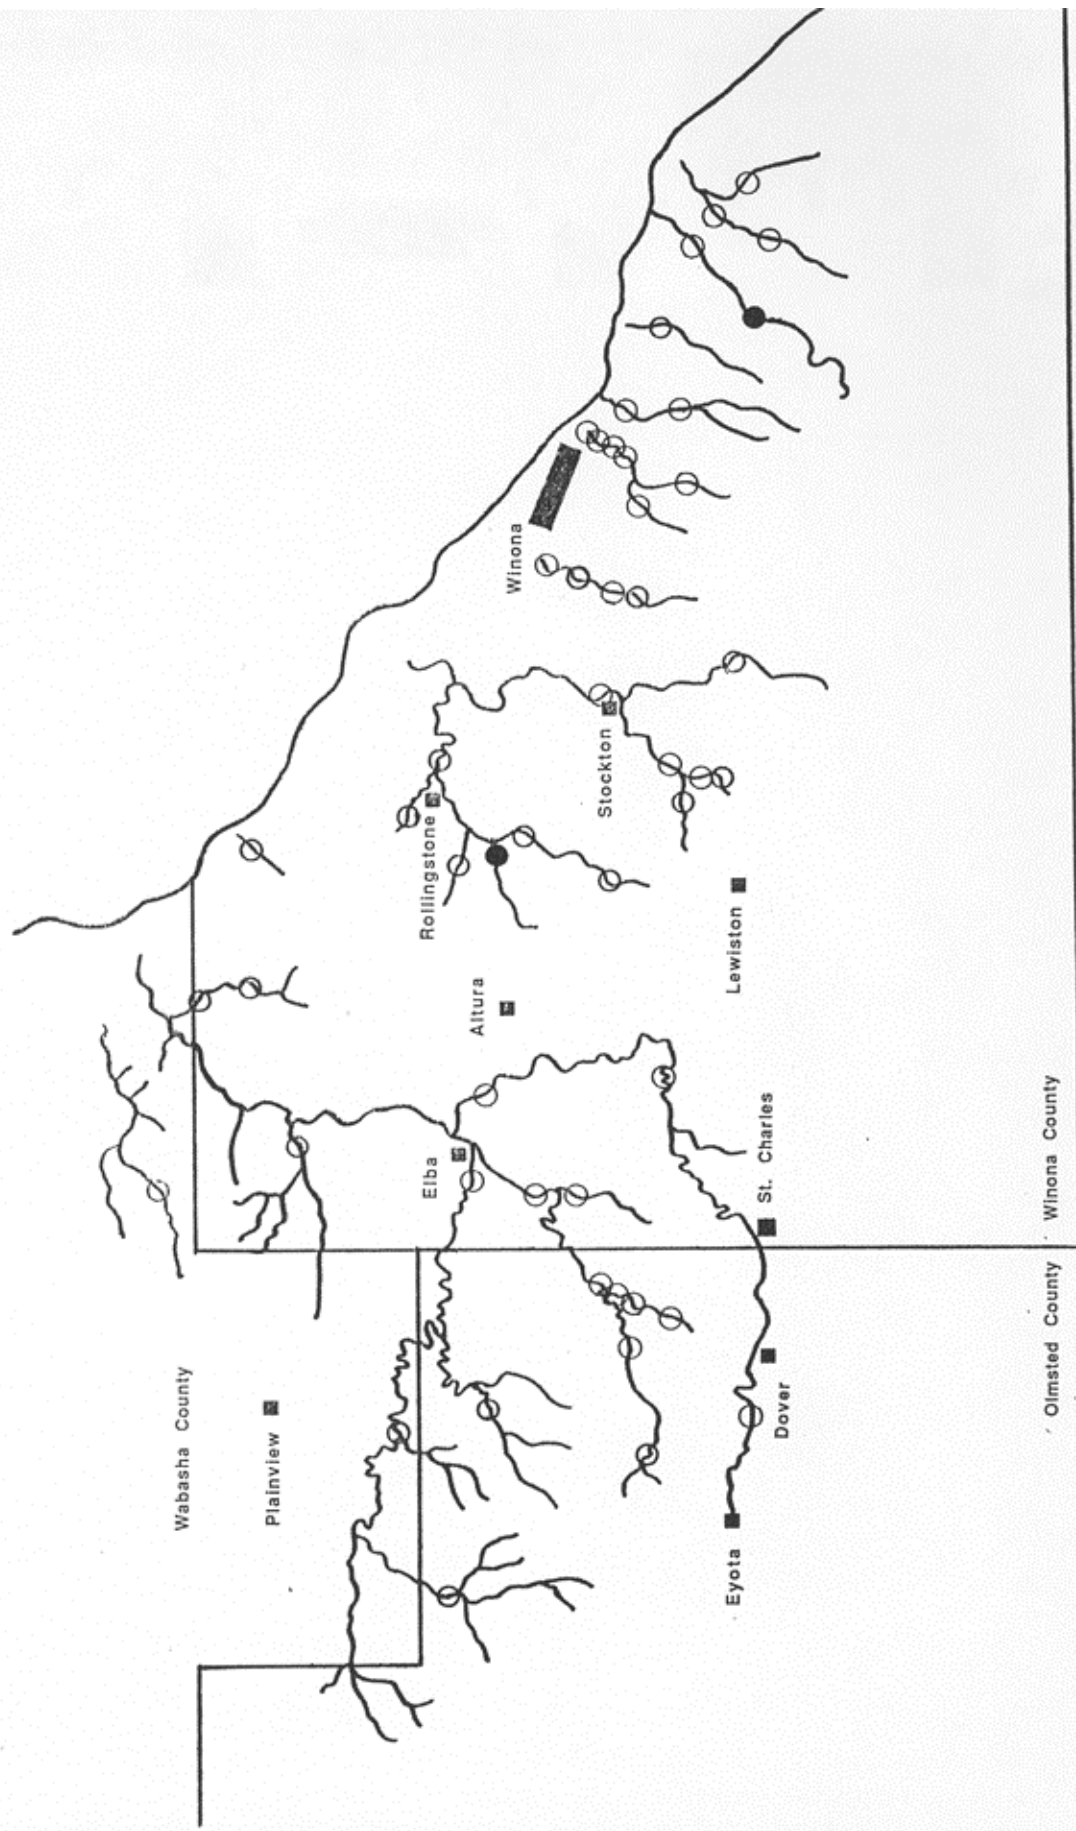 Wabasha County
Plainview
Elba
Altura
Rollingstone
Winona
Stockton
Lewiston
St. Charles
Dover
Eyota
Olmsted County
Winona County